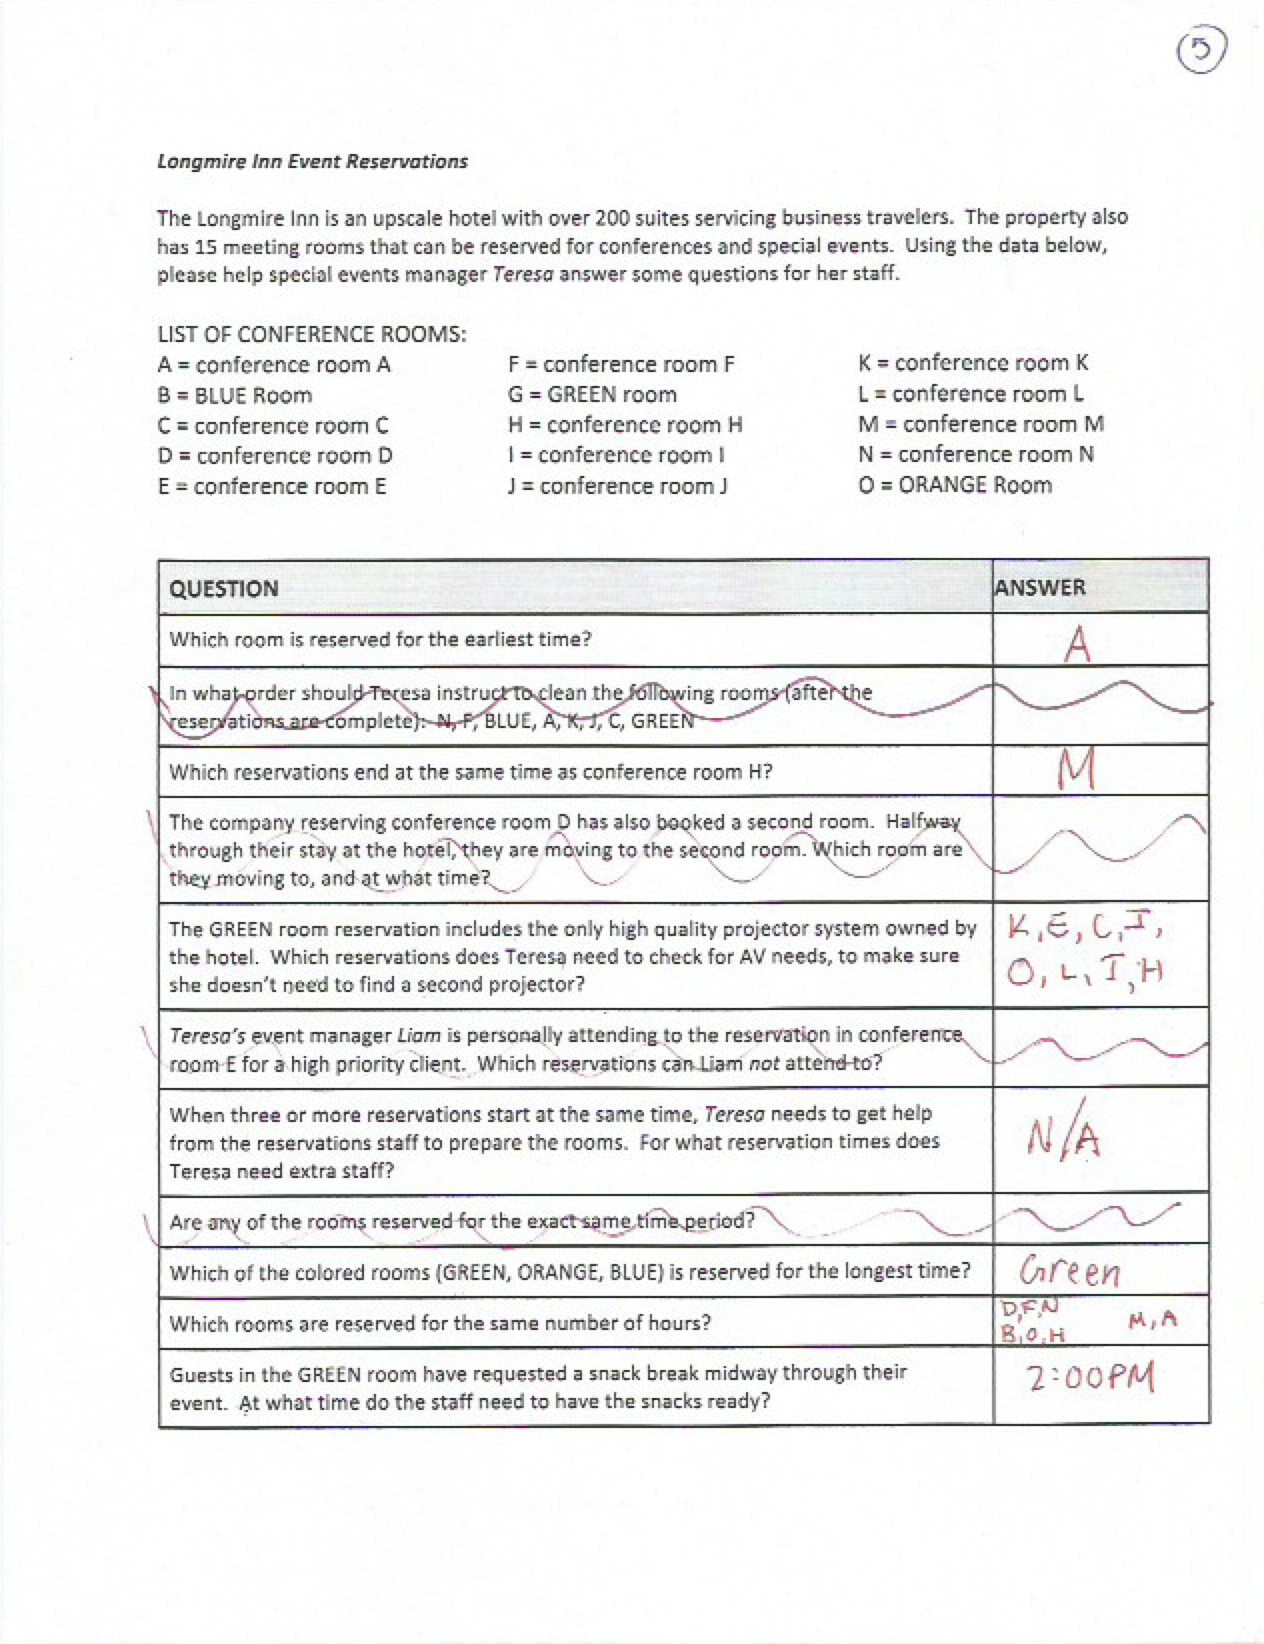 5
Longmire Inn Event Reservations
The Longmire Inn is an upscale hotel with over 200 suites servicing business travelers. The property also
has 15 meeting rooms that can be reserved for conferences and special events. Using the data below,
please help special events manager Teresa answer some questions for her staff.
LIST OF CONFERENCE ROOMS:
A = conference room A
B = BLUE Room
C = conference room C
D = conference room D
E = conference room E
F = conference room F
G = GREEN room
H = conference room H
I = conference room I
J = conference room J
K = conference room K
L = conference room L
M = conference room M
N = conference room N
O = ORANGE Room
QUESTION ANSWER
Which room is reserved for the earliest time? A
In what order should Teresa instruct to clean the following rooms (after the
reservations are complete): N, F, BLUE, A, K, J, C, GREEN
Which reservations end at the same time as conference room H? M
The company reserving conference room D has also booked a second room. Halfway
through their stay at the hotel, they are moving to the second room. Which room are
they moving to, and at what time?
The GREEN room reservation includes the only high quality projector system owned by
the hotel. Which reservations does Teresa need to check for AV needs, to make sure
she doesn't need to find a second projector?
K, E, C, I,
O, L, I, H
Teresa's event manager Liam is personally attending to the reservation in conference
room E for a high priority client. Which reservations can Liam not attend to?
When three or more reservations start at the same time, Teresa needs to get help
from the reservations staff to prepare the rooms. For what reservation times does
Teresa need extra staff?
N/A
Are any of the rooms reserved for the exact same time period?
Which of the colored rooms (GREEN, ORANGE, BLUE) is reserved for the longest time? Green
Which rooms are reserved for the same number of hours?
D,F,N M,A
B,O,H
Guests in the GREEN room have requested a snack break midway through their
event. At what time do the staff need to have the snacks ready?
2:00PM